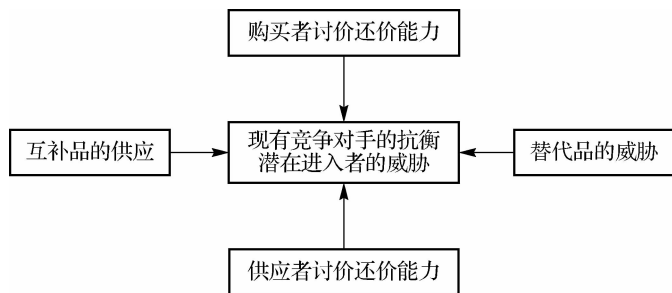 购买者讨价还价能力
互补品的供应
现有竞争对手的抗衡
潜在进入者的威胁
替代品的威胁
供应者讨价还价能力